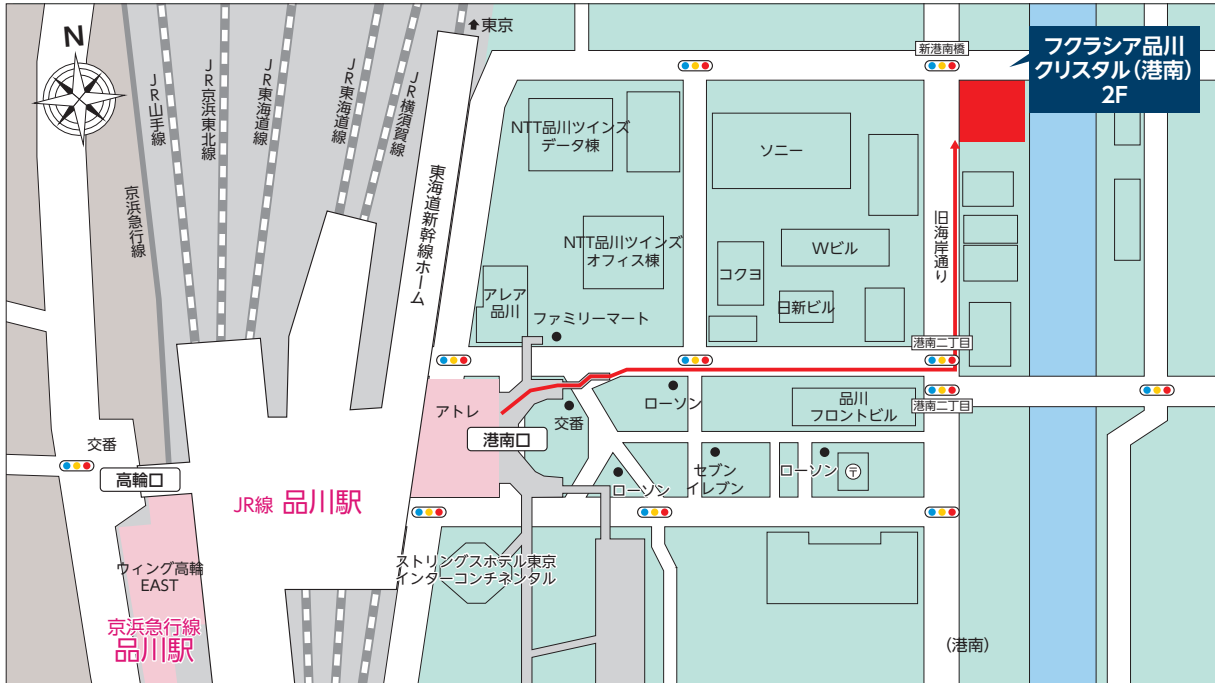 N
東京
JR山手線
JR京浜東北線
JR東海道線
JR東海道線
JR横須賀線
京浜急行線
東海道新幹線ホーム
新港南橋
フクラシア品川
クリスタル(港南)
2F
NTT品川ツインズ
データ棟
ソニー
NTT品川ツインズ
オフィス棟
コクヨ
Wビル
日新ビル
旧海岸通り
アレア
品川
ファミリーマート
港南二丁目
港南二丁目
アトレ
港南口
交番
ローソン
品川
フロントビル
交番
高輪口
JR線 品川駅
ローソン
セブン
イレブン
ローソン
〒
ストリングスホテル東京
インターコンチネンタル
ウィング高輪
EAST
京浜急行線
品川駅
(港南)